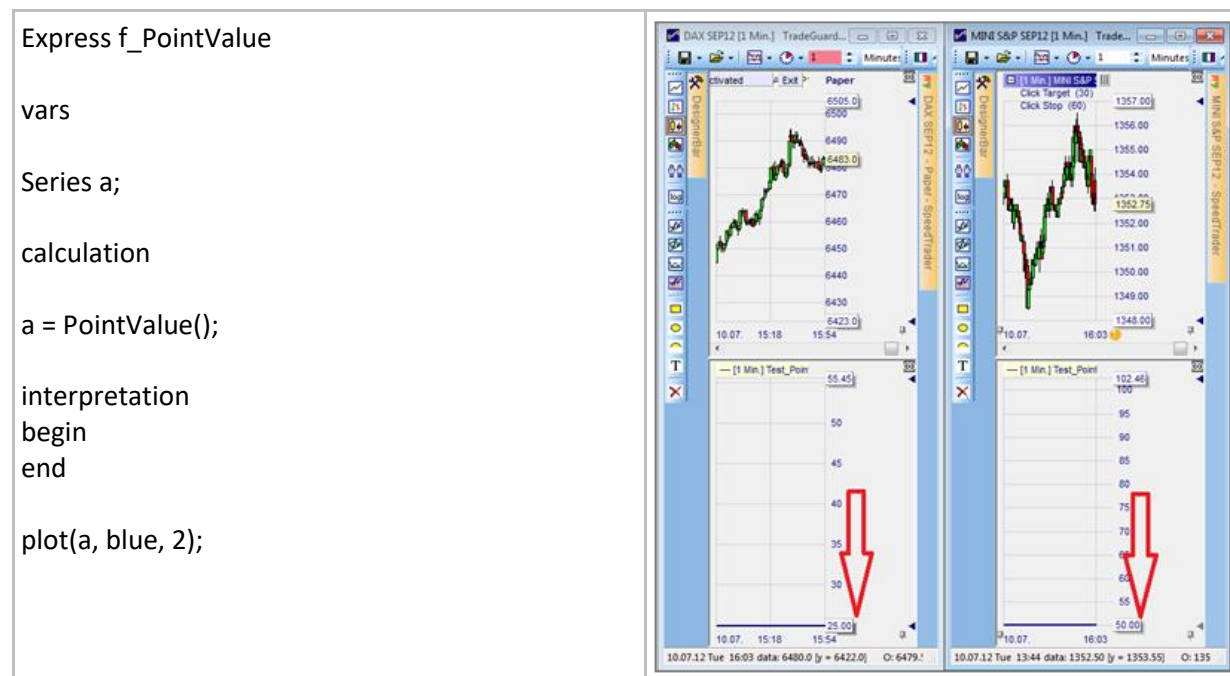 Express f_PointValue
vars
Series a;
calculation
a = PointValue();
interpretation
begin
end
plot(a, blue, 2);
DAX SEP12 [1 Min.] TradeGuard...
1 Minutes
DesignerBar
ctivated
Exit
Paper
6505.0
6500
6490
6483.0
6470
6460
6450
6440
6430
6423.0
10.07. 15:18 15:54
DAX SEP12 - Paper - SpeedTrader
log
T
[1 Min.] Test_Poin
55.45
50
45
40
35
30
25.00
10.07. 15:18 15:54
10.07.12 Tue 16:03 data: 6480.0 [y = 6422.0] O: 6479.
MINI S&P SEP12 [1 Min.] Trade...
1 Minutes
DesignerBar
[1 Min.] MINI S&P
Click Target (30)
Click Stop (60)
1357.00
1356.00
1355.00
1354.00
1352.75
1352.00
1351.00
1350.00
1349.00
1348.00
10.07. 16:03
MINI S&P SEP12 - SpeedTrader
log
T
[1 Min.] Test_Point
102.46
100
95
90
85
80
75
70
60
55
50.00
10.07. 16:03
10.07.12 Tue 13:44 data: 1352.50 [y = 1353.55] O: 135